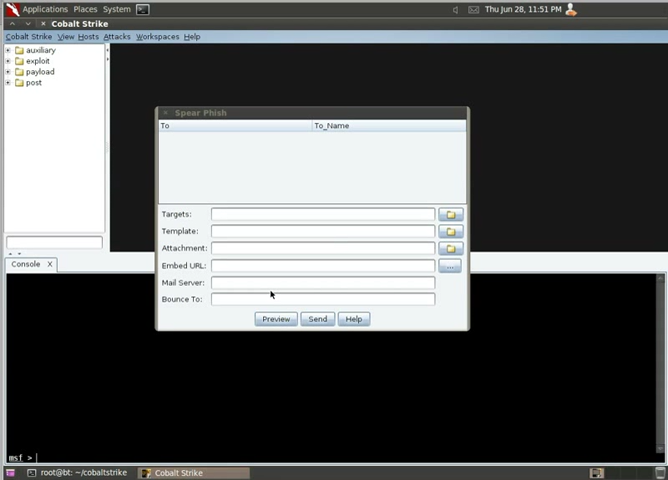 Applications Places System
Thu Jun 28, 11:51 PM
Cobalt Strike
Cobalt Strike View Hosts Attacks Workspaces Help
auxiliary
exploit
payload
post
Spear Phish
To To_Name
Targets:
Template:
Attachment:
Embed URL: ...
Mail Server:
Bounce To:
Preview Send Help
Console X
msf >
root@bt: ~/cobaltstrike
Cobalt Strike